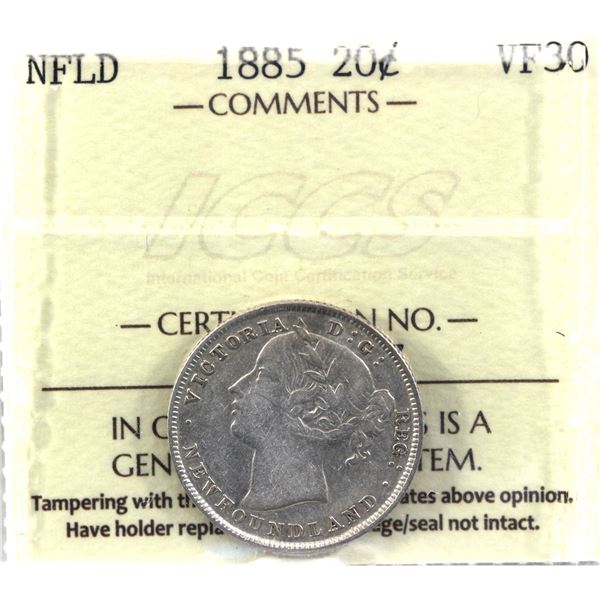 NFLD 1885 20¢ VF30
— COMMENTS —
ICCS
International Coin Certification Service
— CERT N NO. —
IN S IS A
GEN TEM.
Tampering with th ates above opinion.
Have holder repla ge/seal not intact.
VICTORIA D:G: REG:
NEWFOUNDLAND